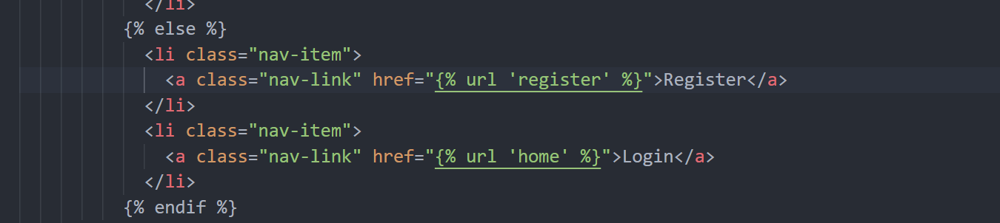 </li>
{% else %}
<li class="nav-item">
<a class="nav-link" href="{% url 'register' %}">Register</a>
</li>
<li class="nav-item">
<a class="nav-link" href="{% url 'home' %}">Login</a>
</li>
{% endif %}